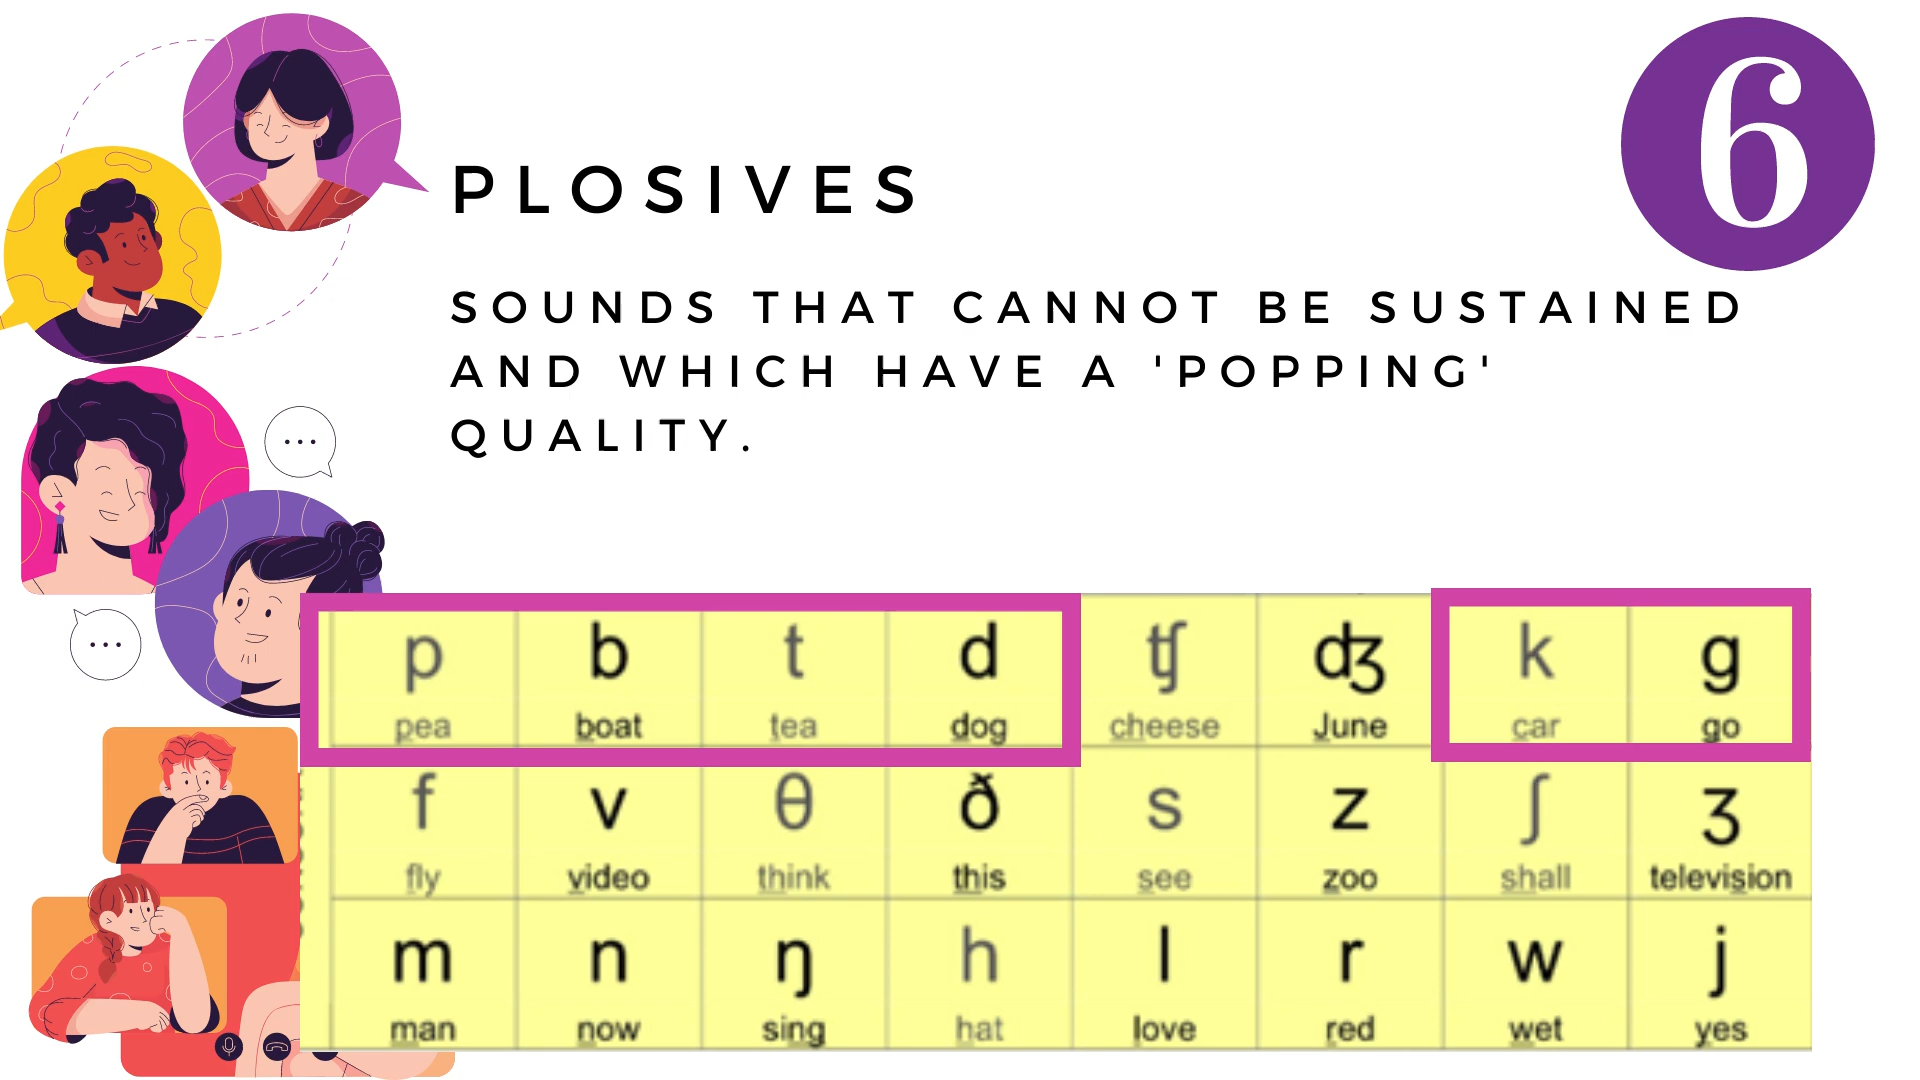 6
PLOSIVES
SOUNDS THAT CANNOT BE SUSTAINED
AND WHICH HAVE A 'POPPING'
QUALITY.
p b t d ʧ ʤ k g
pea boat tea dog cheese June car go
f v θ ð s z ʃ ʒ
fly video think this see zoo shall television
m n ŋ h l r w j
man now sing hat love red wet yes